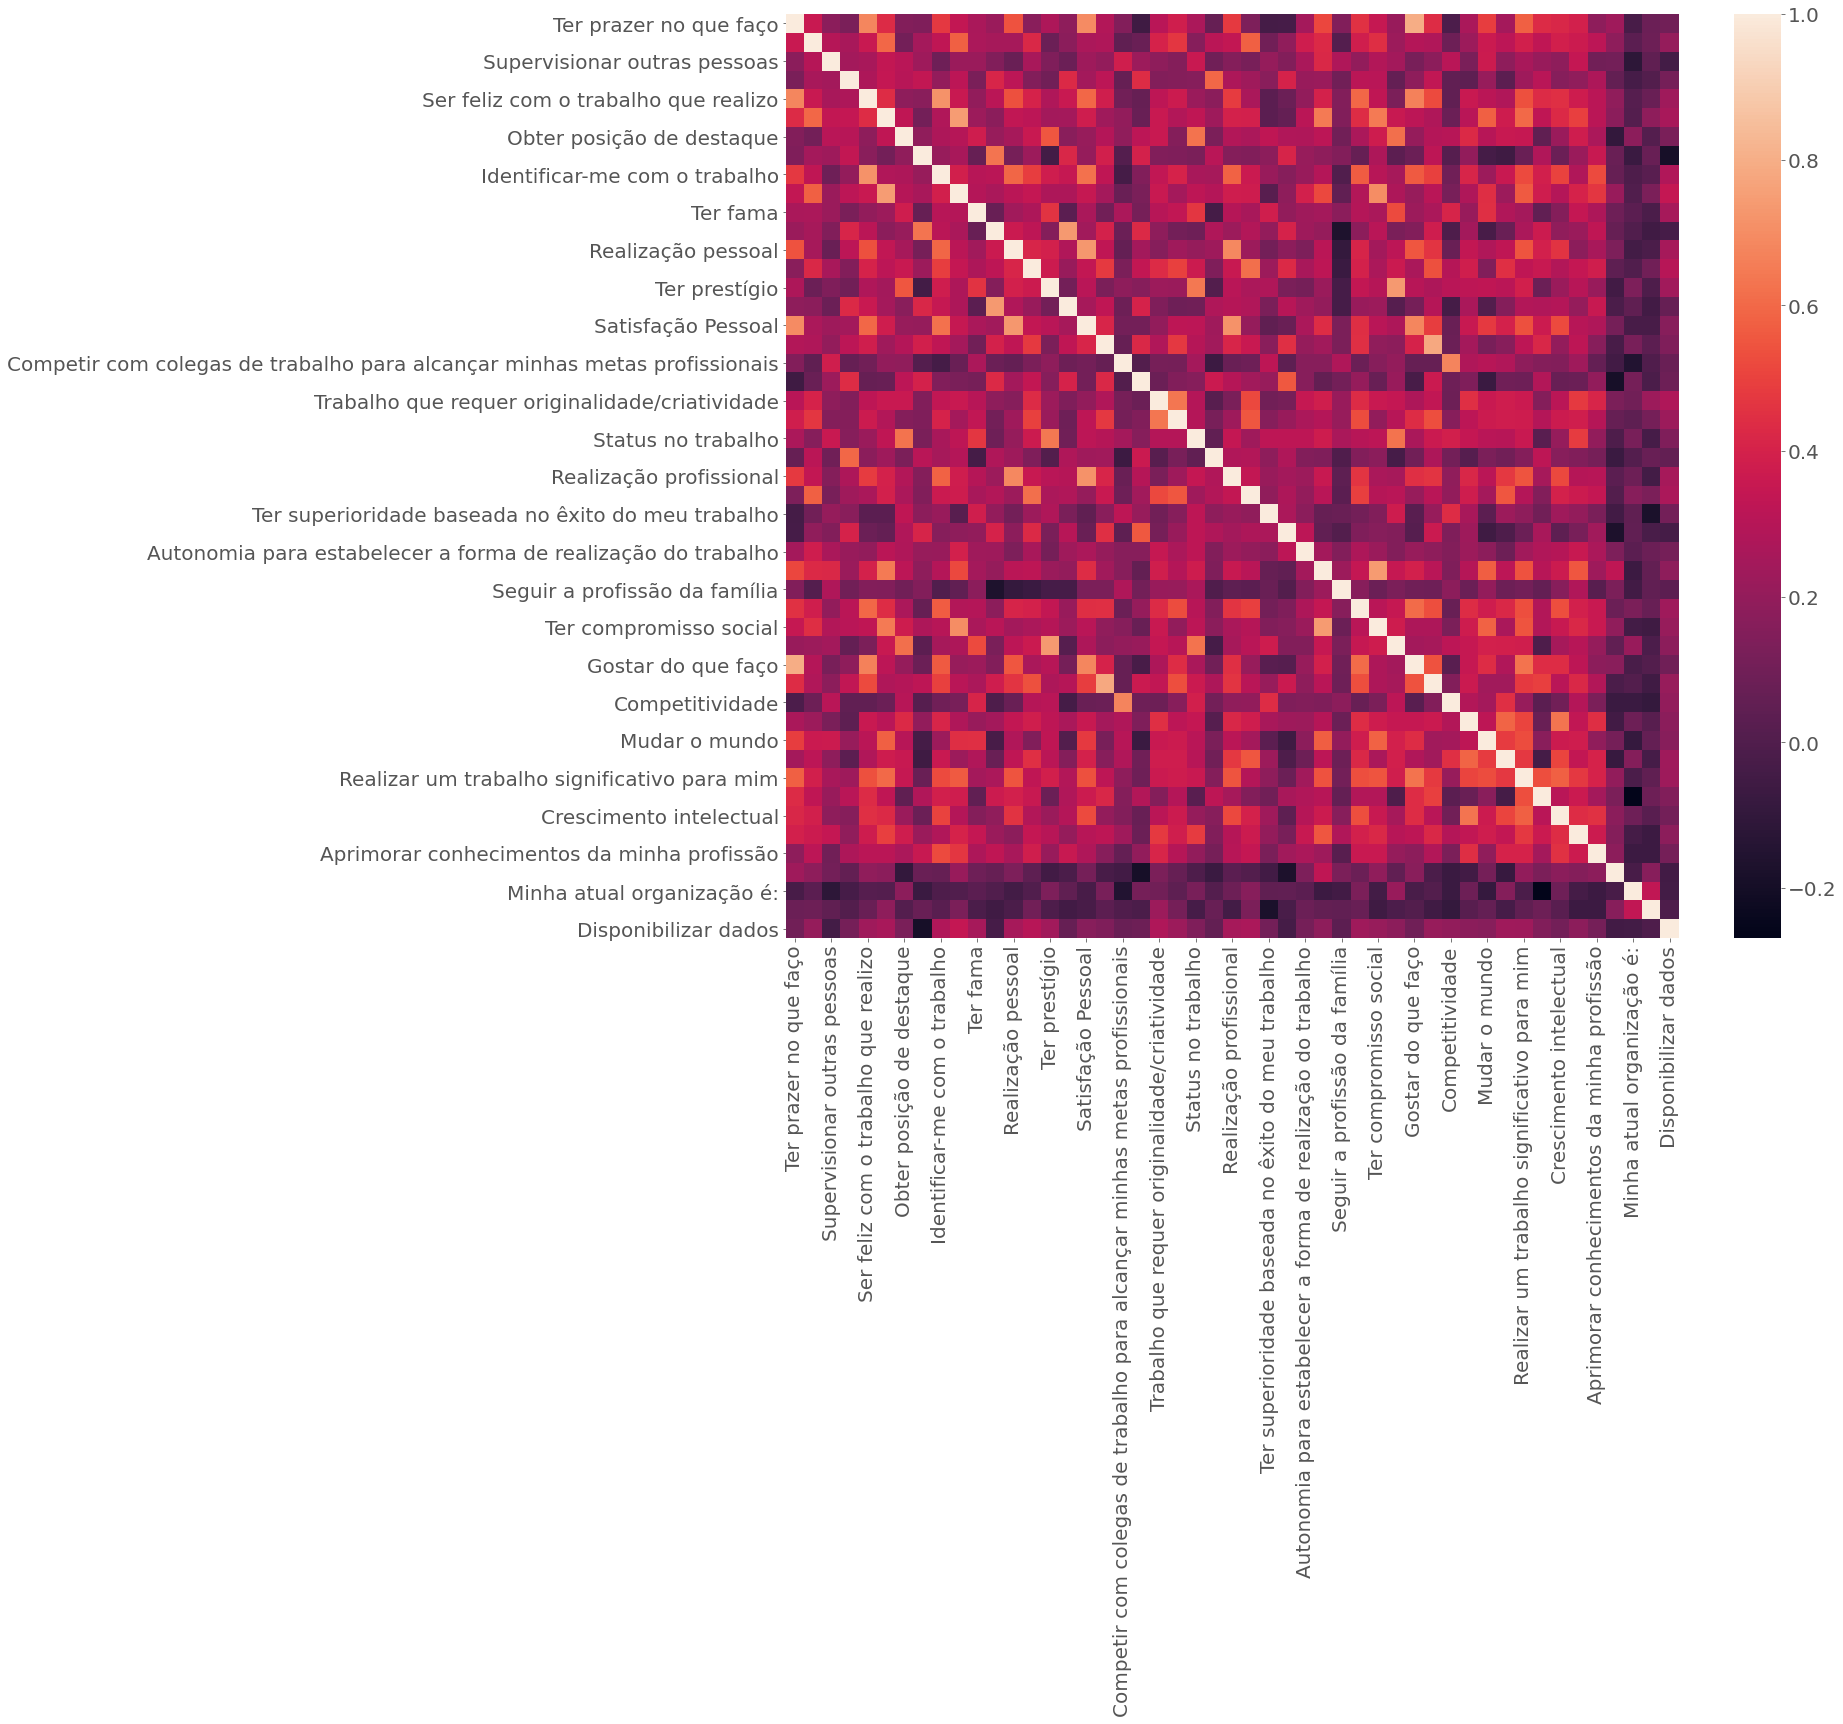 Ter prazer no que faço
Supervisionar outras pessoas
Ser feliz com o trabalho que realizo
Obter posição de destaque
Identificar-me com o trabalho
Ter fama
Realização pessoal
Ter prestígio
Satisfação Pessoal
Competir com colegas de trabalho para alcançar minhas metas profissionais
Trabalho que requer originalidade/criatividade
Status no trabalho
Realização profissional
Ter superioridade baseada no êxito do meu trabalho
Autonomia para estabelecer a forma de realização do trabalho
Seguir a profissão da família
Ter compromisso social
Gostar do que faço
Competitividade
Mudar o mundo
Realizar um trabalho significativo para mim
Crescimento intelectual
Aprimorar conhecimentos da minha profissão
Minha atual organização é:
Disponibilizar dados
Ter prazer no que faço
Supervisionar outras pessoas
Ser feliz com o trabalho que realizo
Obter posição de destaque
Identificar-me com o trabalho
Ter fama
Realização pessoal
Ter prestígio
Satisfação Pessoal
Competir com colegas de trabalho para alcançar minhas metas profissionais
Trabalho que requer originalidade/criatividade
Status no trabalho
Realização profissional
Ter superioridade baseada no êxito do meu trabalho
Autonomia para estabelecer a forma de realização do trabalho
Seguir a profissão da família
Ter compromisso social
Gostar do que faço
Competitividade
Mudar o mundo
Realizar um trabalho significativo para mim
Crescimento intelectual
Aprimorar conhecimentos da minha profissão
Minha atual organização é:
Disponibilizar dados
1.0
0.8
0.6
0.4
0.2
0.0
−0.2